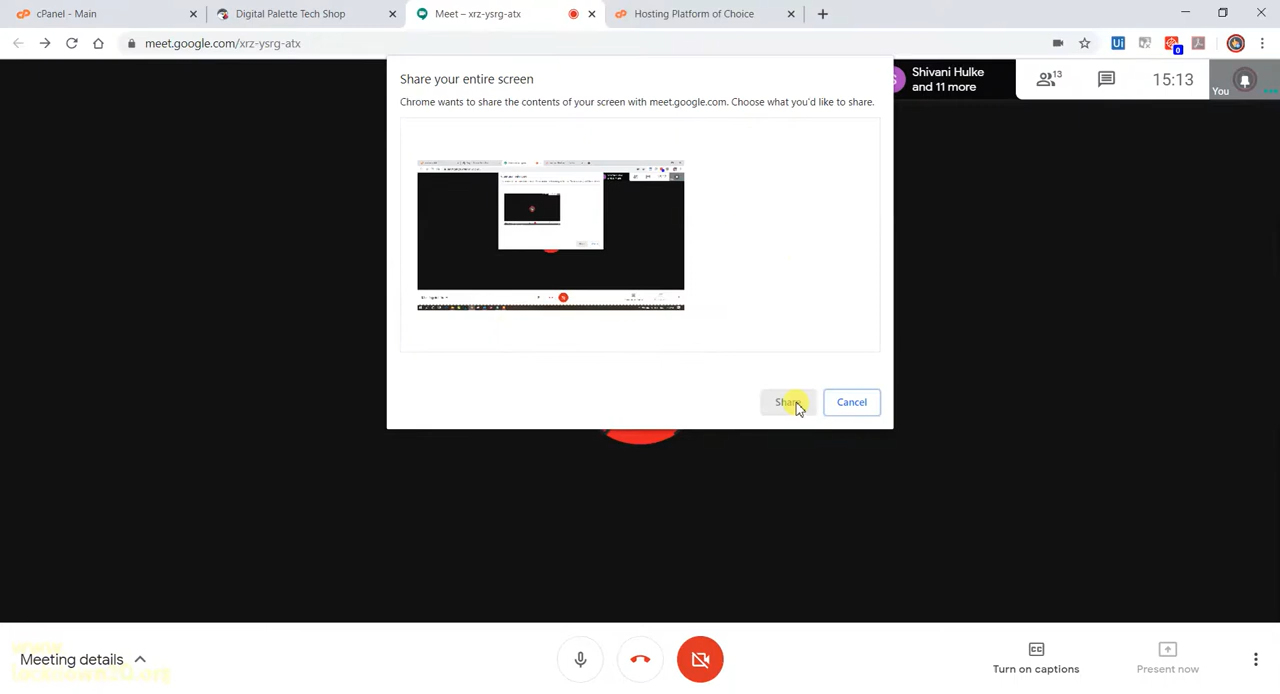 cPanel - Main
Digital Palette Tech Shop
Meet – xrz-ysrg-atx
Hosting Platform of Choice
meet.google.com/xrz-ysrg-atx
Ui
0
Share your entire screen
Chrome wants to share the contents of your screen with meet.google.com. Choose what you'd like to share.
Shivani Hulke
and 11 more
13
15:13
You
Share
Cancel
Meeting details
Turn on captions
Present now